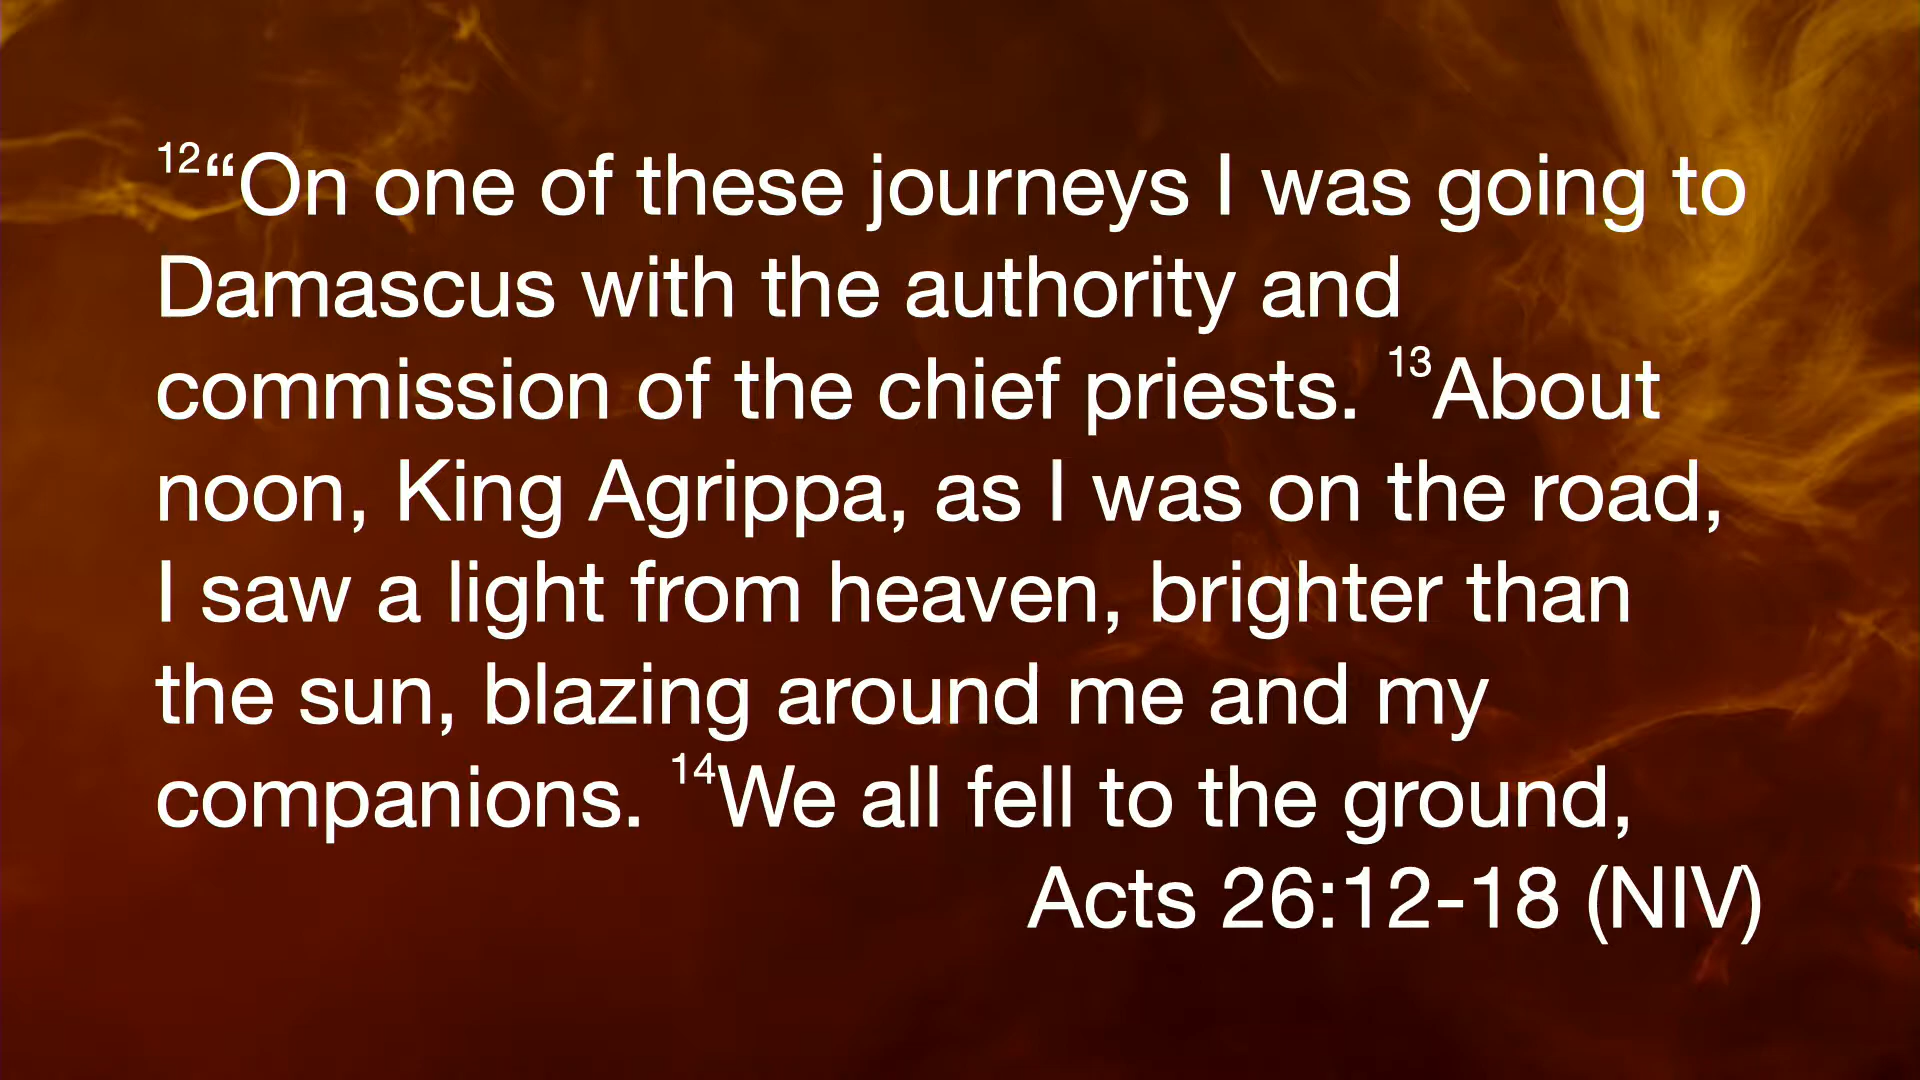 12“On one of these journeys I was going to
Damascus with the authority and
commission of the chief priests. 13About
noon, King Agrippa, as I was on the road,
I saw a light from heaven, brighter than
the sun, blazing around me and my
companions. 14We all fell to the ground,
Acts 26:12-18 (NIV)